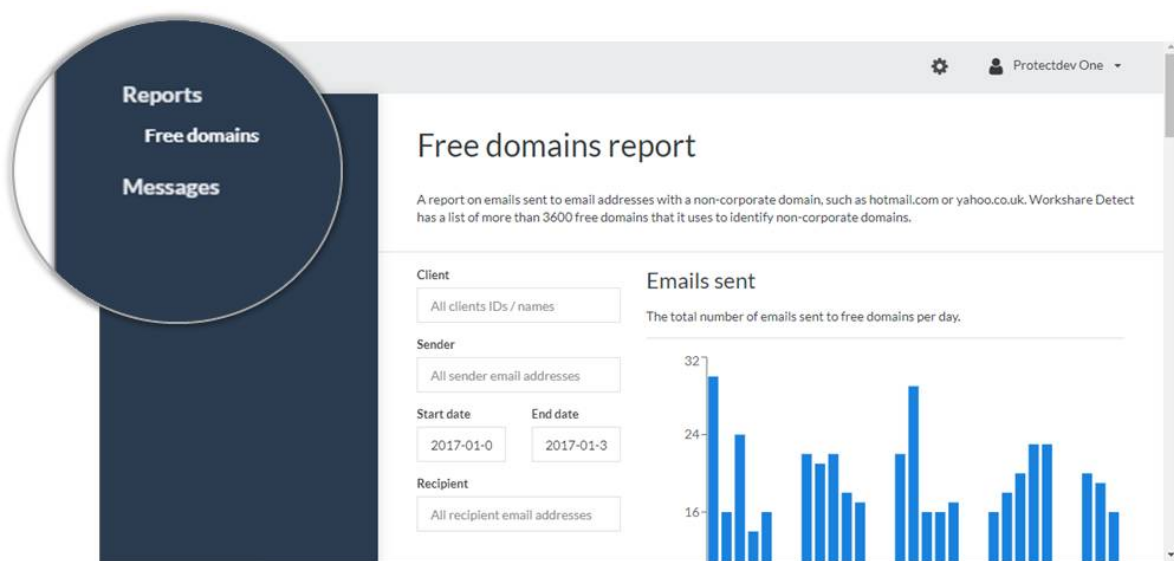 Reports
Free domains
Messages
Protectdev One
Free domains report
A report on emails sent to email addresses with a non-corporate domain, such as hotmail.com or yahoo.co.uk. Workshare Detect
has a list of more than 3600 free domains that it uses to identify non-corporate domains.
Client
All clients IDs / names
Sender
All sender email addresses
Start date End date
2017-01-0 2017-01-3
Recipient
All recipient email addresses
Emails sent
The total number of emails sent to free domains per day.
32
24
16